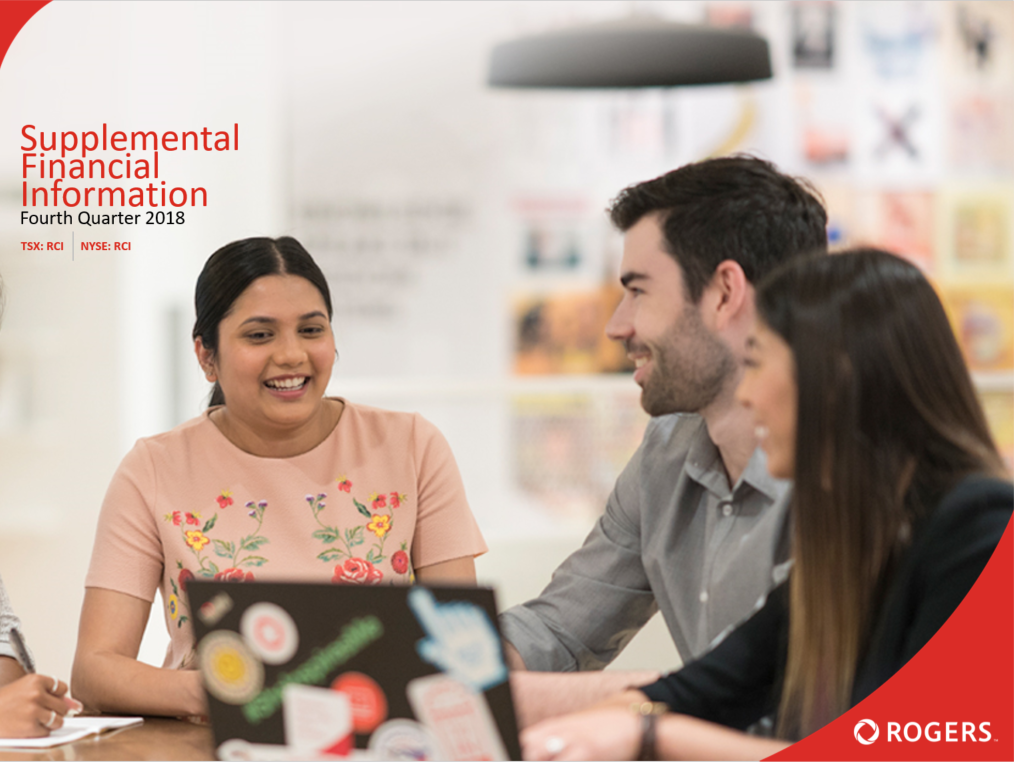 Supplemental
Financial
Information
Fourth Quarter 2018
TSX: RCI NYSE: RCI
ROGERS